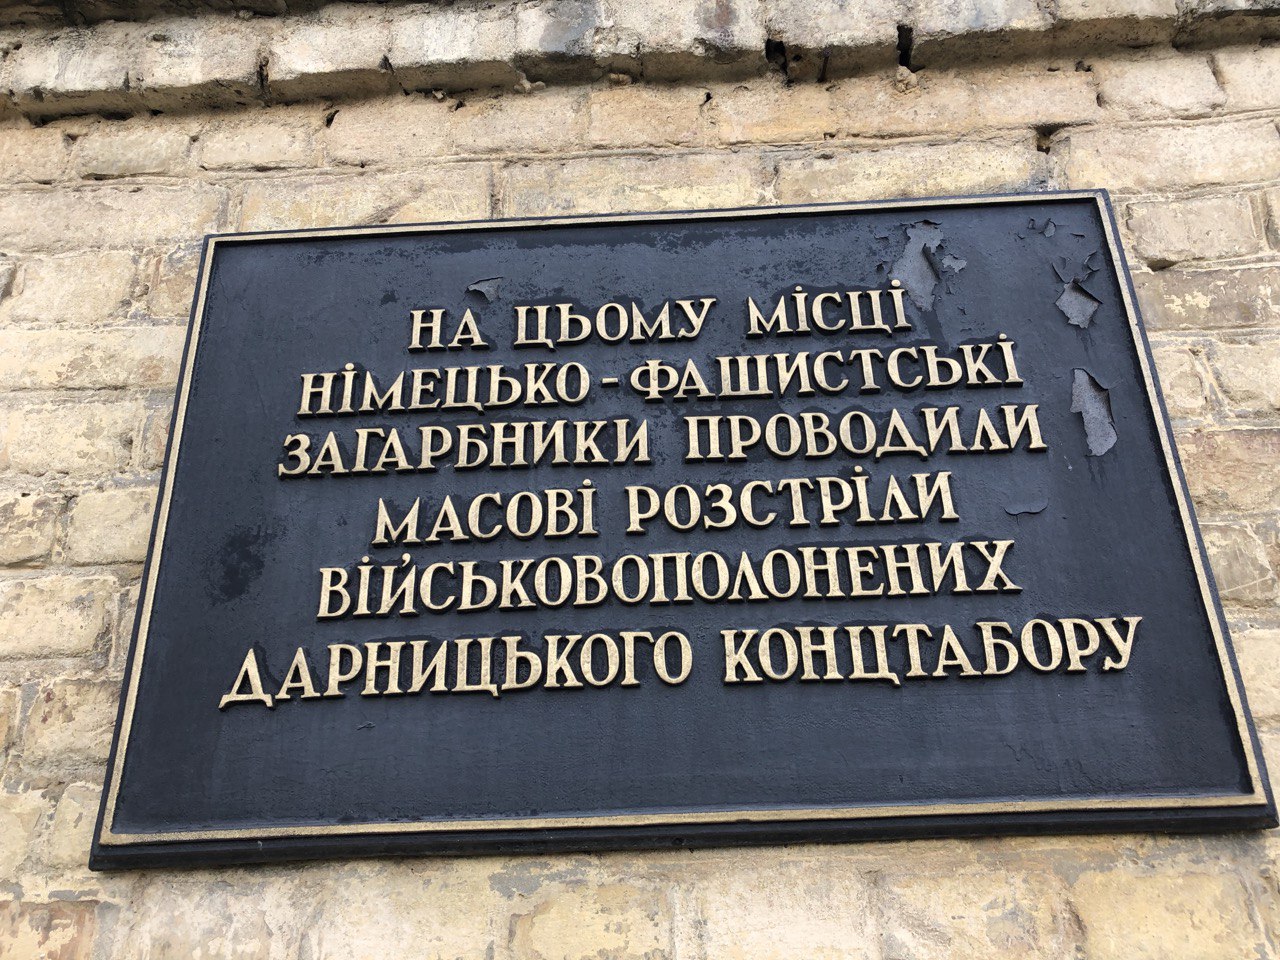 НА ЦЬОМУ МІСЦІ
НІМЕЦЬКО-ФАШИСТСЬКІ
ЗАГАРБНИКИ ПРОВОДИЛИ
МАСОВІ РОЗСТРІЛИ
ВІЙСЬКОВОПОЛОНЕНИХ
ДАРНИЦЬКОГО КОНЦТАБОРУ